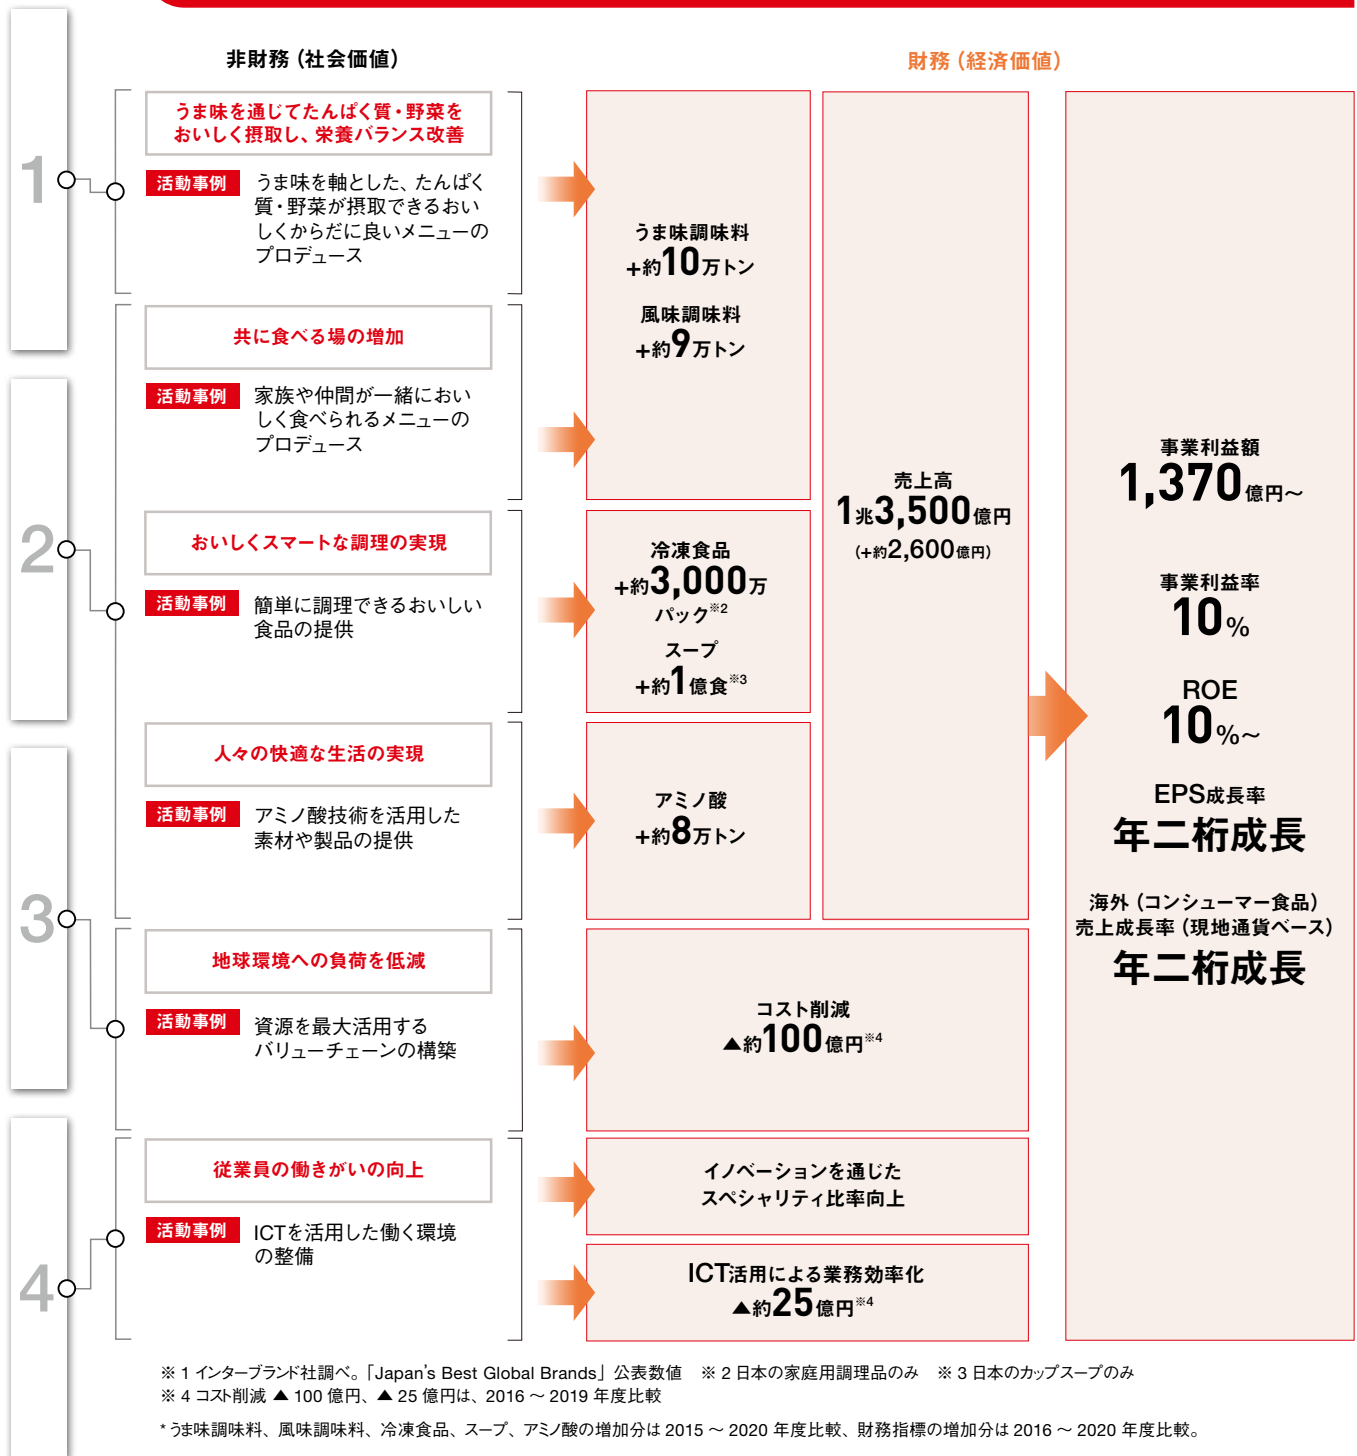 非財務（社会価値）
財務（経済価値）
1
うま味を通じてたんぱく質・野菜を
おいしく摂取し、栄養バランス改善
活動事例
うま味を軸とした、たんぱく
質・野菜が摂取できるおい
しくからだに良いメニューの
プロデュース
共に食べる場の増加
活動事例
家族や仲間が一緒においしく
しく食べられるメニューの
プロデュース
2
おいしくスマートな調理の実現
活動事例
簡単に調理できるおいしい
食品の提供
人々の快適な生活の実現
活動事例
アミノ酸技術を活用した
素材や製品の提供
3
地球環境への負荷を低減
活動事例
資源を最大活用する
バリューチェーンの構築
従業員の働きがいの向上
活動事例
ICTを活用した働く環境
の整備
4
うま味調味料
+約10万トン
風味調味料
+約9万トン
冷凍食品
+約3,000万
パック※2
スープ
+約1億食※3
アミノ酸
+約8万トン
売上高
1兆3,500億円
（+約2,600億円）
コスト削減
▲約100億円※4
イノベーションを通じた
スペシャリティ比率向上
ICT活用による業務効率化
▲約25億円※4
事業利益額
1,370億円～
事業利益率
10%
ROE
10%～
EPS成長率
年二桁成長
海外（コンシューマー食品）
売上成長率（現地通貨ベース）
年二桁成長
※1 インターブランド社調べ。「Japan's Best Global Brands」公表数値　※2 日本の家庭用調理品のみ　※3 日本のカップスープのみ
※4 コスト削減 ▲100億円、▲25億円は、2016～2019年度比較
*うま味調味料、風味調味料、冷凍食品、スープ、アミノ酸の増加分は2015～2020年度比較、財務指標の増加分は2016～2020年度比較。